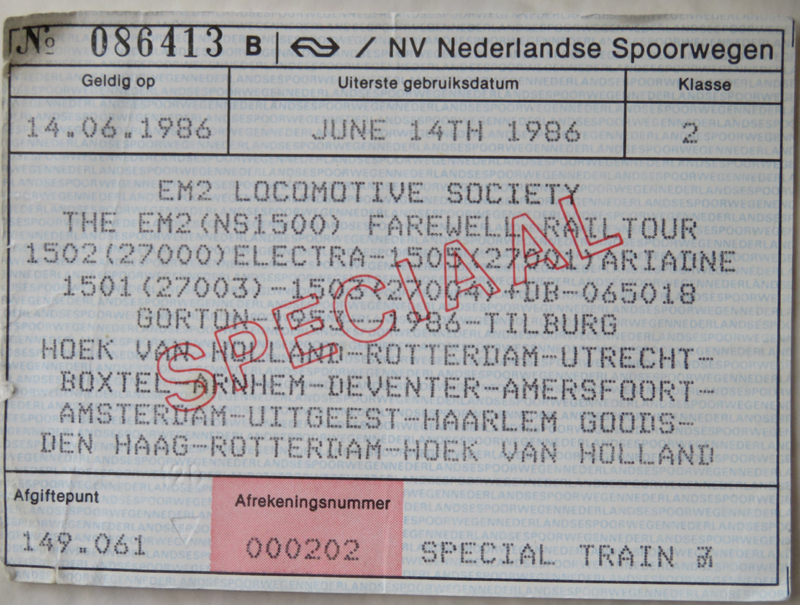 No 086413 B / NV Nederlandse Spoorwegen
Geldig op Uiterste gebruiksdatum Klasse
14.06.1986 JUNE 14TH 1986 2
EM2 LOCOMOTIVE SOCIETY
THE EM2(NS1500) FAREWELL RAILTOUR
1502(27000)ELECTRA-1505(27001)ARIADNE
1501(27003)-1503(27004)+DB-065018
GORTON-1953--1986-TILBURG
HOEK VAN HOLLAND-ROTTERDAM-UTRECHT-
BOXTEL-ARNHEM-DEVENTER-AMERSFOORT-
AMSTERDAM-UITGEEST-HAARLEM GOODS-
DEN HAAG-ROTTERDAM-HOEK VAN HOLLAND
SPECIAAL
Afgiftepunt Afrekeningsnummer
149.061 000202 SPECIAL TRAIN